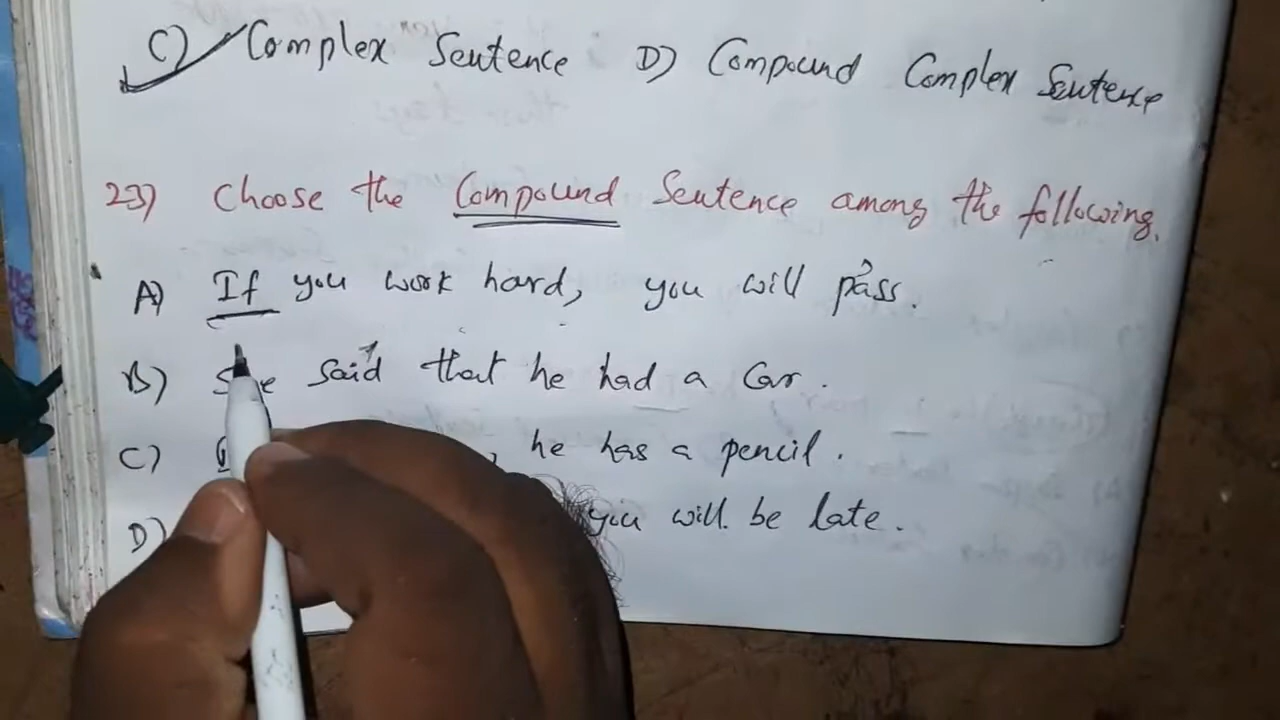 C) Complex Sentence D) Compound Complex Sentence
23) Choose the Compound Sentence among the following.
A) If you work hard, you will pass.
B) She said that he had a car.
C) , he has a pencil.
D) you will be late.